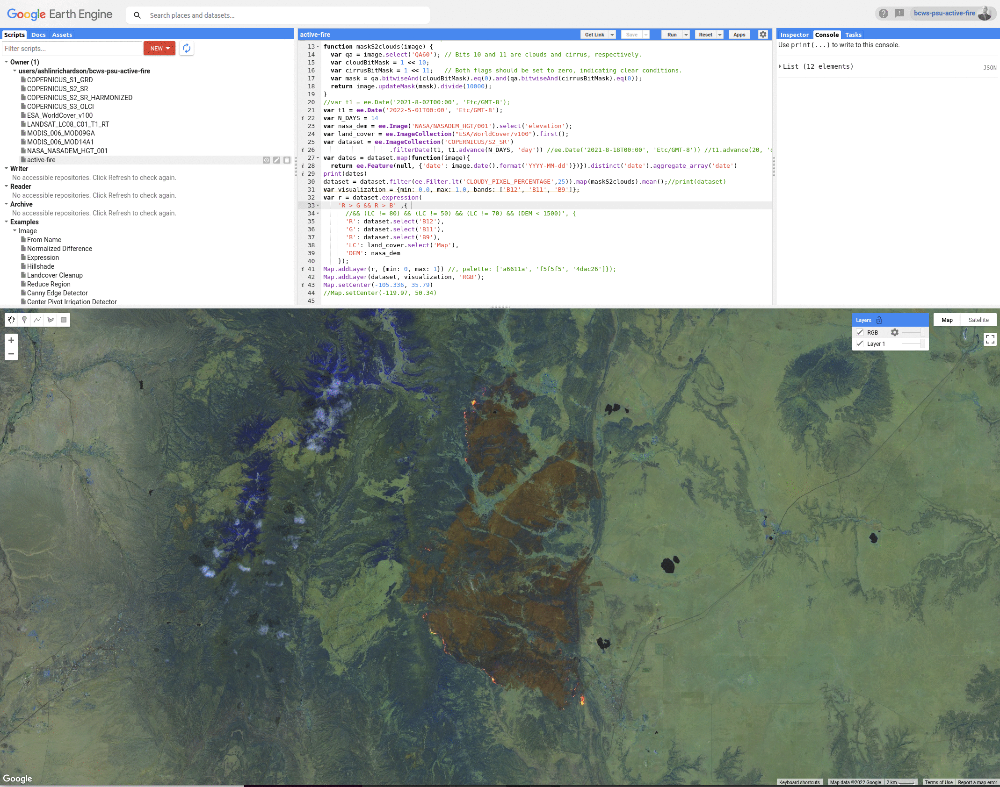 Google Earth Engine
Search places and datasets...
bcws-psu-active-fire
Scripts Docs Assets
Filter scripts...
NEW
Owner (1)
users/ashlinrichardson/bcws-psu-active-fire
COPERNICUS_S1_GRD
COPERNICUS_S2_SR
COPERNICUS_S2_SR_HARMONIZED
COPERNICUS_S3_OLCI
ESA_WorldCover_v100
LANDSAT_LC08_C01_T1_RT
MODIS_006_MOD09GA
MODIS_006_MOD14A1
NASA_NASADEM_HGT_001
active-fire
Writer
No accessible repositories. Click Refresh to check again.
Reader
No accessible repositories. Click Refresh to check again.
Archive
No accessible repositories. Click Refresh to check again.
Examples
Image
From Name
Normalized Difference
Expression
Hillshade
Landcover Cleanup
Reduce Region
Canny Edge Detector
Center Pivot Irrigation Detector
active-fire
Get Link Save Run Reset Apps
13 function maskS2clouds(image) {
14 var qa = image.select('QA60'); // Bits 10 and 11 are clouds and cirrus, respectively.
15 var cloudBitMask = 1 << 10;
16 var cirrusBitMask = 1 << 11; // Both flags should be set to zero, indicating clear conditions.
17 var mask = qa.bitwiseAnd(cloudBitMask).eq(0).and(qa.bitwiseAnd(cirrusBitMask).eq(0));
18 return image.updateMask(mask).divide(10000);
19 }
20 //var t1 = ee.Date('2021-8-02T00:00', 'Etc/GMT-8');
21 var t1 = ee.Date('2022-5-01T00:00', 'Etc/GMT-8');
i 22 var N_DAYS = 14
23 var nasa_dem = ee.Image('NASA/NASADEM_HGT/001').select('elevation');
24 var land_cover = ee.ImageCollection("ESA/WorldCover/v100").first();
25 var dataset = ee.ImageCollection('COPERNICUS/S2_SR')
i 26 .filterDate(t1, t1.advance(N_DAYS, 'day')) //ee.Date('2021-8-18T00:00', 'Etc/GMT-8')) //t1.advance(20, 'd
27 var dates = dataset.map(function(image){
i 28 return ee.Feature(null, {'date': image.date().format('YYYY-MM-dd')})}).distinct('date').aggregate_array('date')
i 29 print(dates)
30 dataset = dataset.filter(ee.Filter.lt('CLOUDY_PIXEL_PERCENTAGE',25)).map(maskS2clouds).mean();//print(dataset)
31 var visualization = {min: 0.0, max: 1.0, bands: ['B12', 'B11', 'B9']};
32 var r = dataset.expression(
33 'R > G && R > B' ,{
34 //&& (LC != 80) && (LC != 50) && (LC != 70) && (DEM < 1500)', {
35 'R': dataset.select('B12'),
36 'G': dataset.select('B11'),
37 'B': dataset.select('B9'),
38 'LC': land_cover.select('Map'),
39 'DEM': nasa_dem
40 });
i 41 Map.addLayer(r, {min: 0, max: 1}) //, palette: ['a6611a', 'f5f5f5', '4dac26']});
42 Map.addLayer(dataset, visualization, 'RGB');
i 43 Map.setCenter(-105.336, 35.79)
44 //Map.setCenter(-119.97, 50.34)
45
Inspector Console Tasks
Use print(...) to write to this console.
List (12 elements) JSON
Layers
RGB
Layer 1
Map Satellite
Google
Keyboard shortcuts Map data ©2022 Google 2 km Terms of Use Report a map error